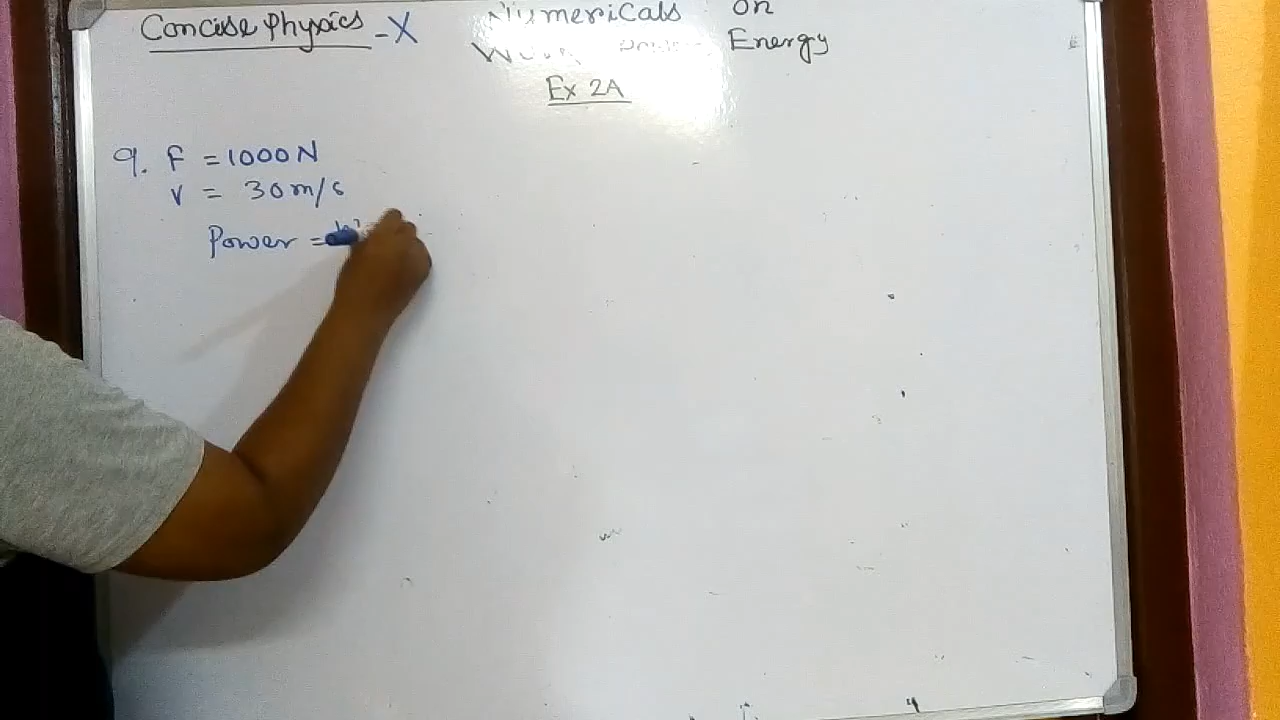 Concise Physics - X
Numericals on
Energy
Ex 2A
9. F = 1000 N
V = 30 m/s
Power =